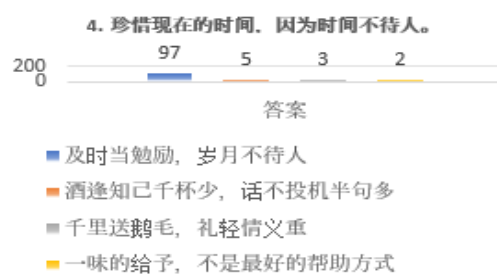 4. 珍惜现在的时间，因为时间不待人。
97 5 3 2
200
0
答案
及时当勉励，岁月不待人
酒逢知己千杯少，话不投机半句多
千里送鹅毛，礼轻情义重
一味的给予，不是最好的帮助方式